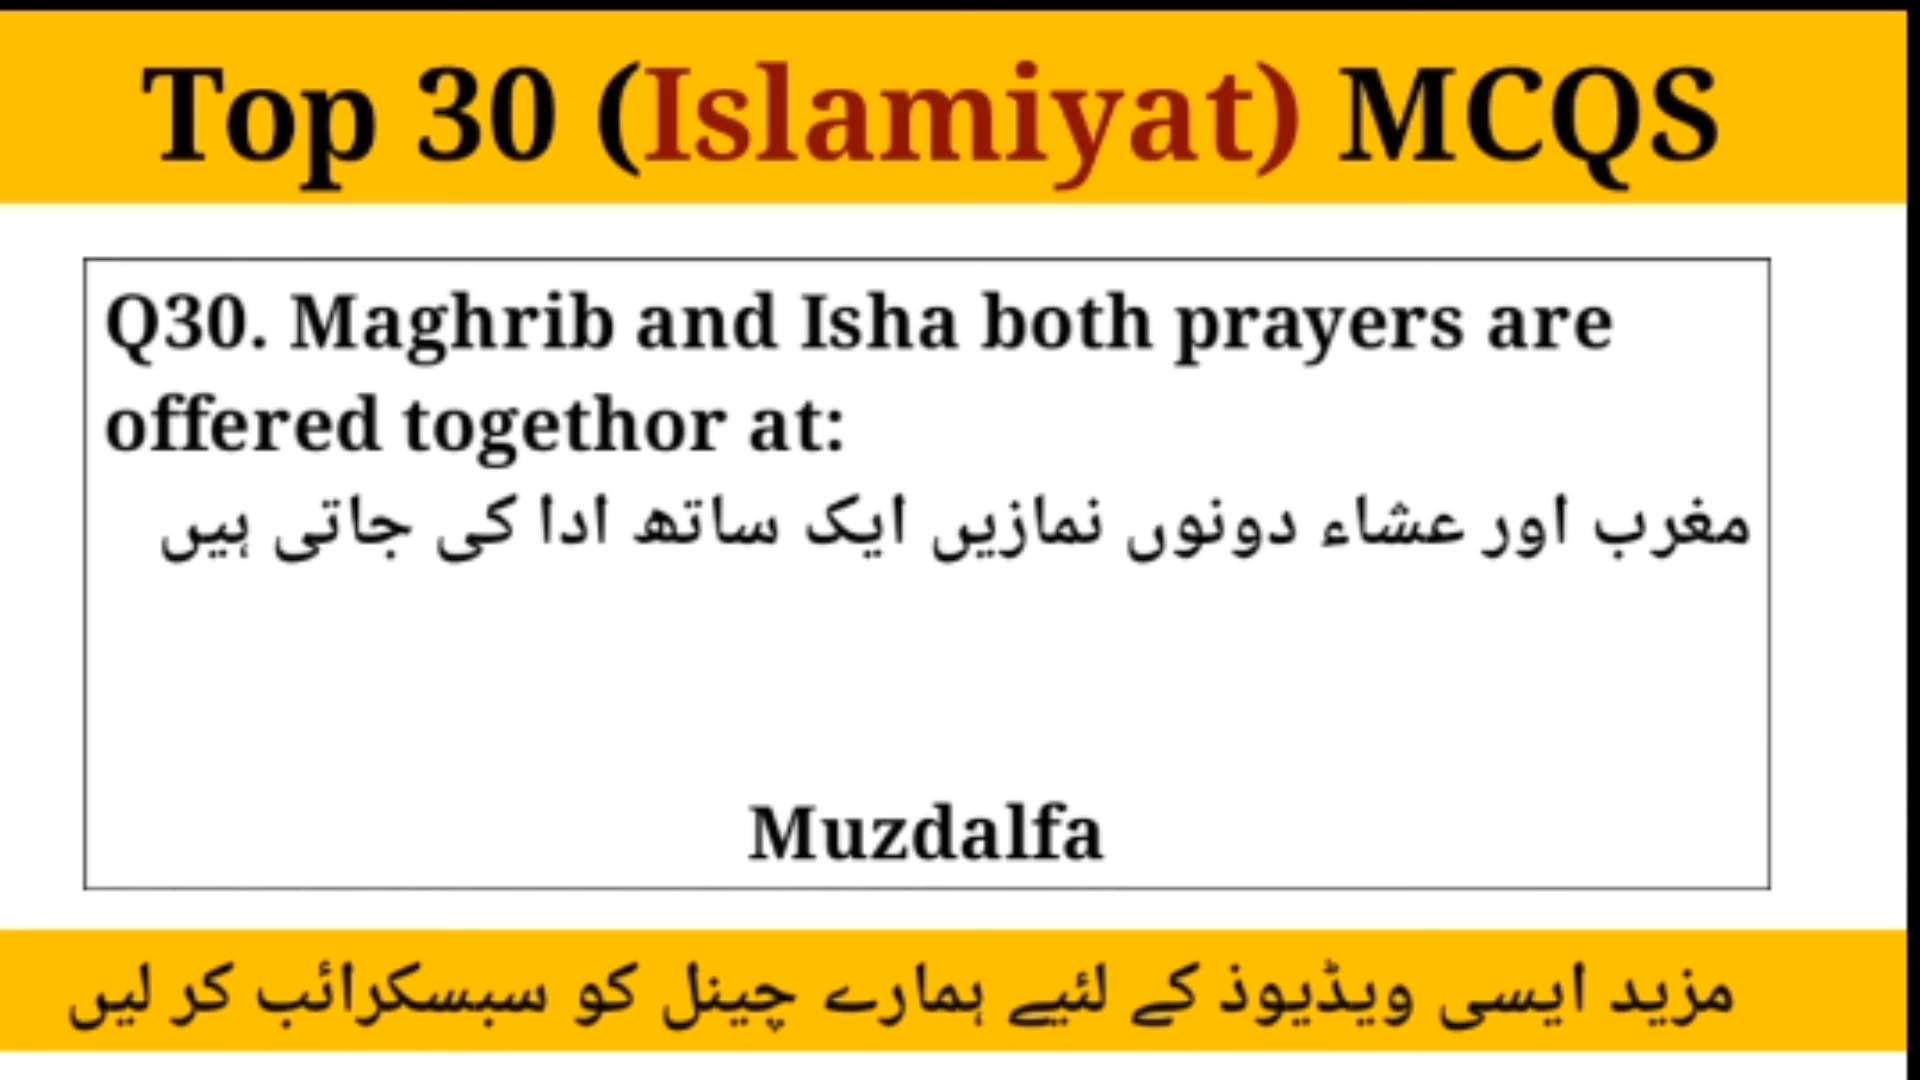 Top 30 (Islamiyat) MCQS
Q30. Maghrib and Isha both prayers are
offered togethor at:
مغرب اور عشاء دونوں نمازیں ایک ساتھ ادا کی جاتی ہیں
Muzdalfa
مزید ایسی ویڈیوذ کے لئیے ہمارے چینل کو سبسکرائب کر لیں